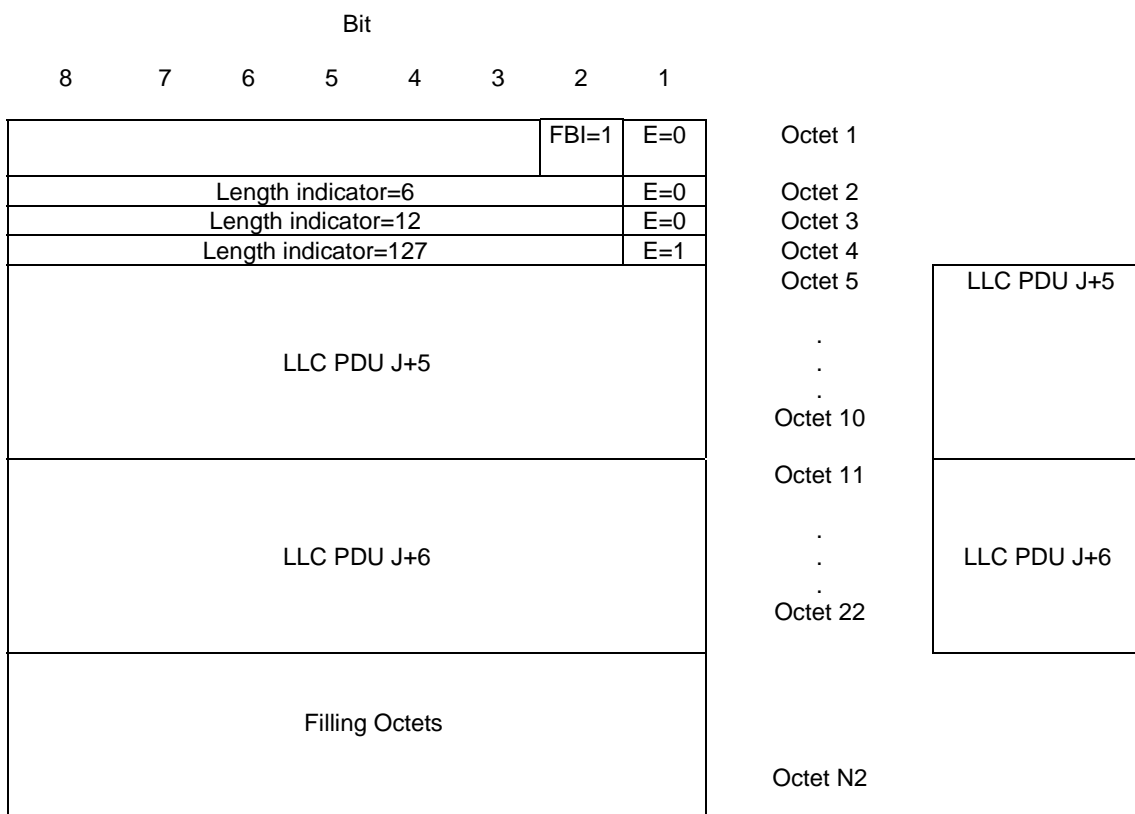 Bit
8 7 6 5 4 3 2 1
FBI=1 E=0 Octet 1
Length indicator=6 E=0 Octet 2
Length indicator=12 E=0 Octet 3
Length indicator=127 E=1 Octet 4
Octet 5 LLC PDU J+5
.
LLC PDU J+5 .
.
Octet 10
Octet 11
.
LLC PDU J+6 . LLC PDU J+6
.
Octet 22
Filling Octets
Octet N2